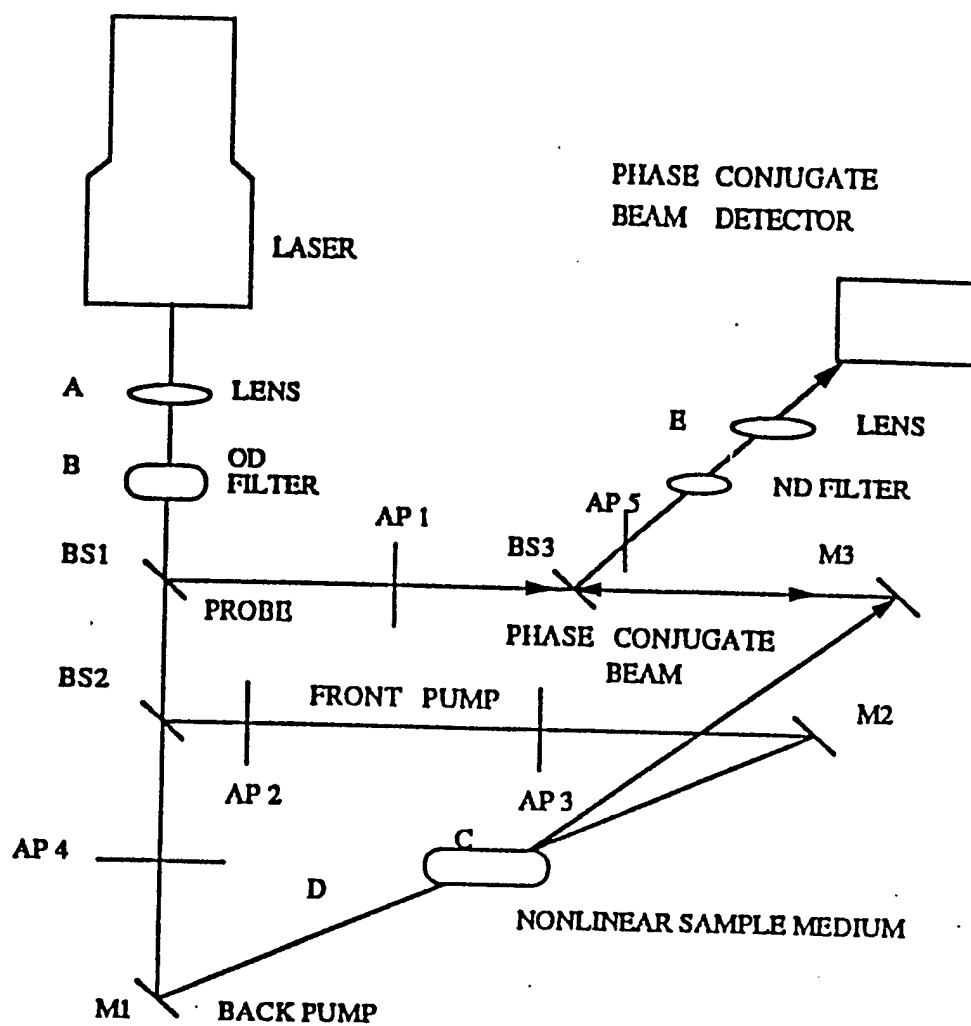 PHASE CONJUGATE
BEAM DETECTOR
LASER
A
LENS
E
LENS
B
OD
FILTER
ND FILTER
AP 1
AP 5
BS1
BS3
M3
PROBE
PHASE CONJUGATE
BEAM
BS2
FRONT PUMP
M2
AP 2
AP 3
AP 4
C
D
NONLINEAR SAMPLE MEDIUM
M1
BACK PUMP